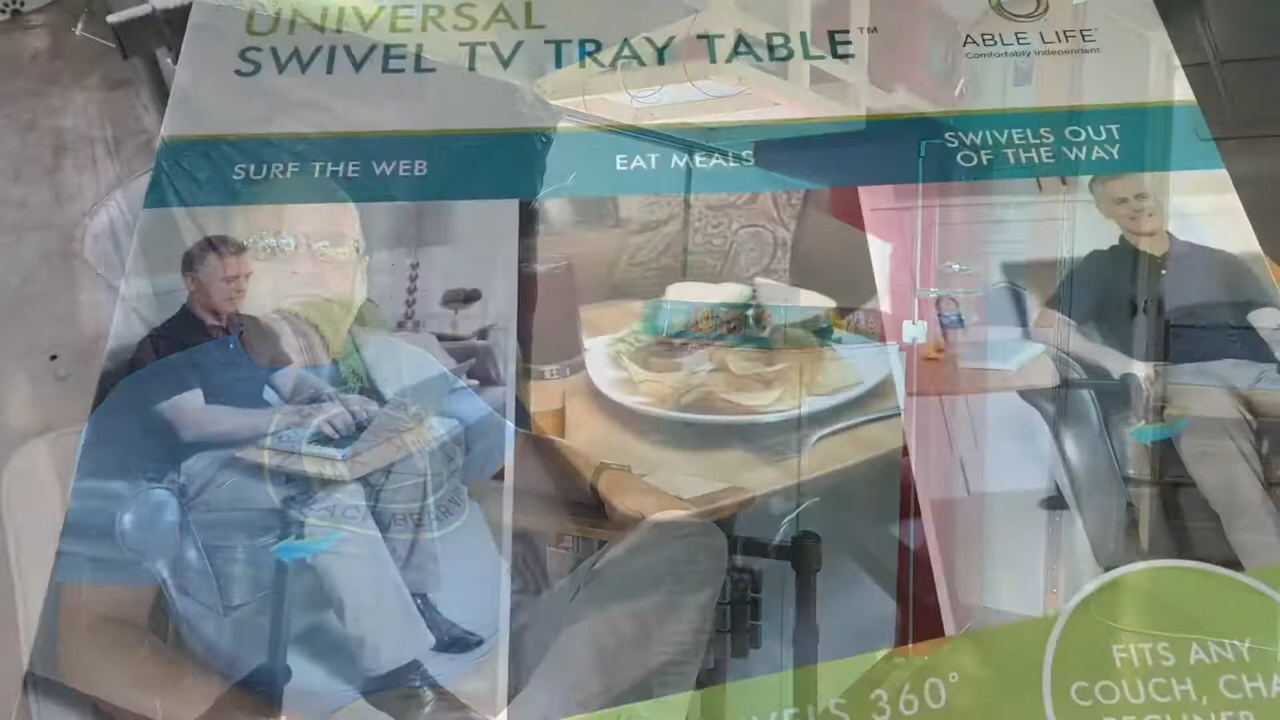 UNIVERSAL
SWIVEL TV TRAY TABLE™
ABLE LIFE
Comfortably Independent
SURF THE WEB
EAT MEALS
SWIVELS OUT
OF THE WAY
360°
FITS ANY
COUCH,